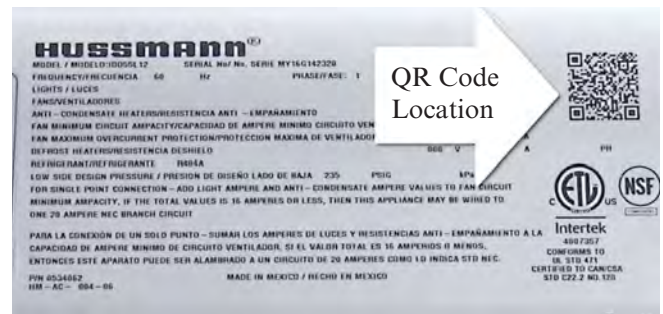 HUSSMANN®
MODEL / MODELO:IDD5SL12 SERIAL No/ No. SERIE MY16G142320
FREQUENCY/FRECUENCIA 60 Hz PHASE/FASE: 1
LIGHTS / LUCES
FANS/VENTILADORES
ANTI - CONDENSATE HEATERS/RESISTENCIA ANTI - EMPAÑAMIENTO
FAN MINIMUM CIRCUIT AMPACITY/CAPACIDAD DE AMPERE MINIMO CIRCUITO VEN
FAN MAXIMUM OVERCURRENT PROTECTION/PROTECCION MAXIMA DE VENTILADOR A
DEFROST HEATERS/RESISTENCIA DESHIELO V A PH
REFRIGERANT/REFRIGERANTE R404A
LOW SIDE DESIGN PRESSURE / PRESION DE DISEÑO LADO DE BAJA 235 PSIG kPa
FOR SINGLE POINT CONNECTION - ADD LIGHT AMPERE AND ANTI - CONDENSATE AMPERE VALUES TO FAN CIRCUIT
MINIMUM AMPACITY, IF THE TOTAL VALUES IS 16 AMPERES OR LESS, THEN THIS APPLIANCE MAY BE WIRED TO
ONE 20 AMPERE NEC BRANCH CIRCUIT
PARA LA CONEXIÓN DE UN SOLO PUNTO - SUMAR LOS AMPERES DE LUCES Y RESISTENCIAS ANTI - EMPAÑAMIENTO A LA
CAPACIDAD DE AMPERE MINIMO DE CIRCUITO VENTILADOR, SI EL VALOR TOTAL ES 16 AMPERIOS O MENOS,
ENTONCES ESTE APARATO PUEDE SER ALAMBRADO A UN CIRCUITO DE 20 AMPERES COMO LO INDICA STD NEC.
P/N 0534062 MADE IN MEXICO / HECHO EN MEXICO
HM - AC - 004 - 06
QR Code
Location
C ETL US
NSF
Intertek
4007357
CONFORMS TO
UL STD 471
CERTIFIED TO CAN/CSA
STD C22.2 NO.120